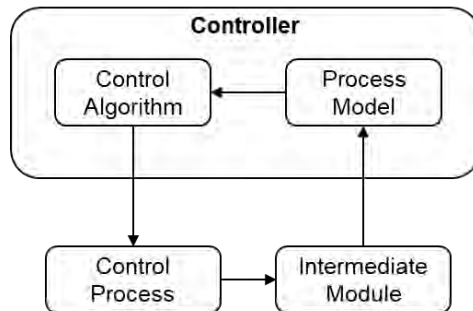 Controller
Control
Algorithm
Process
Model
Control
Process
Intermediate
Module